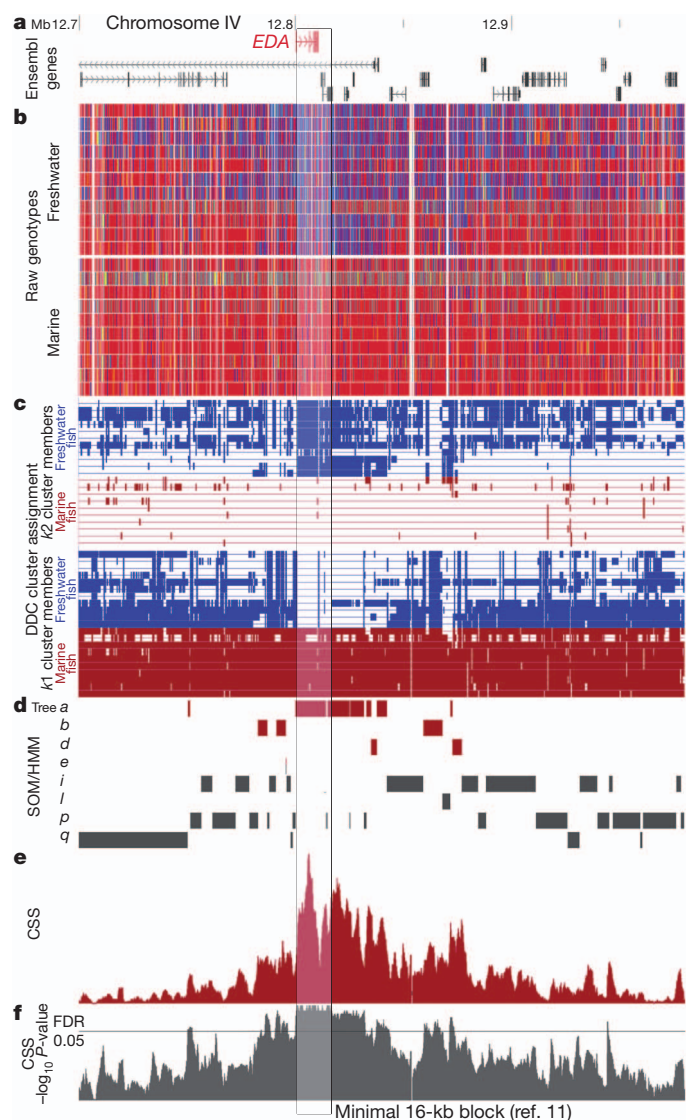 a
Mb 12.7
Chromosome IV
12.8
12.9
EDA
Ensembl
genes
b
Raw genotypes
Freshwater
Marine
c
DDC cluster assignment
k2 cluster members
Freshwater
fish
Marine
fish
k1 cluster members
Freshwater
fish
Marine
fish
d
SOM/HMM
Tree a
b
d
e
i
l
p
q
e
CSS
f
FDR
0.05
CSS
–log10 P-value
Minimal 16-kb block (ref. 11)